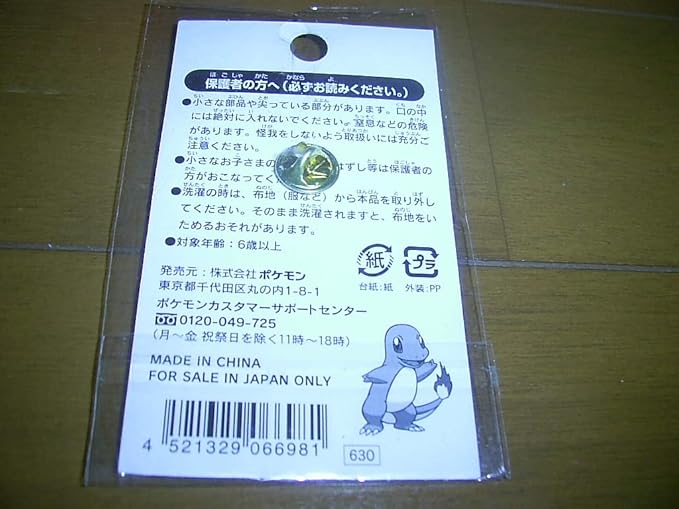 保護者の方へ(必ずお読みください。)
●小さな部品や尖っている部分があります。口の中
には絶対に入れないでください。窒息などの危険
があります。怪我をしないよう取扱いには充分ご
注意ください。
●小さなお子さまの はずし等は保護者の
方がおこなってく
●洗濯の時は、布地(服など)から本品を取り外し
てください。そのまま洗濯されますと、布地をい
ためるおそれがあります。
●対象年齢:6歳以上
紙
プラ
台紙:紙 外装:PP
発売元:株式会社ポケモン
東京都千代田区丸の内1-8-1
ポケモンカスタマーサポートセンター
0120-049-725
(月~金 祝祭日を除く11時~18時)
MADE IN CHINA
FOR SALE IN JAPAN ONLY
4 521329 066981
630